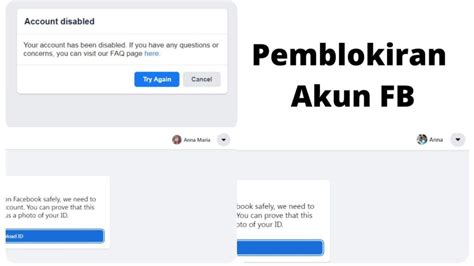 Account disabled
Your account has been disabled. If you have any questions or
concerns, you can visit our FAQ page here.
Try Again
Cancel
Pemblokiran
Akun FB
Anna Maria
Anna
on Facebook safely, we need to
ccount. You can prove that this
us a photo of your ID.
load ID
book safely, we need to
You can prove that this
of your ID.